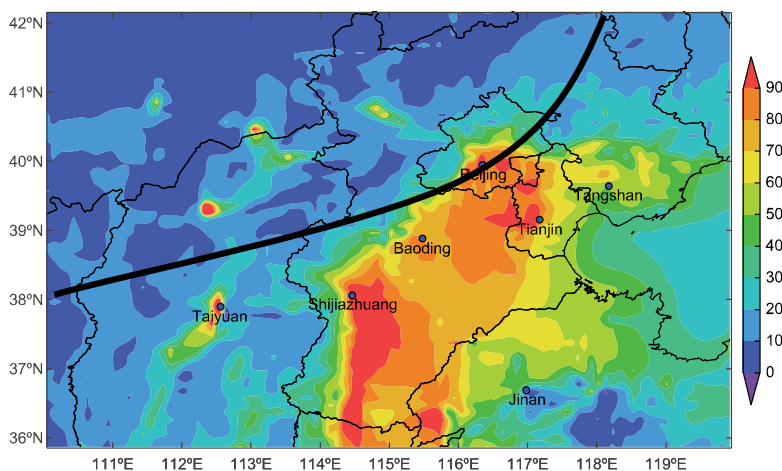 42°N
41°N
40°N
39°N
38°N
37°N
36°N
Beijing
Tangshan
Tianjin
Baoding
Shijiazhuang
Taiyuan
Jinan
111°E 112°E 113°E 114°E 115°E 116°E 117°E 118°E 119°E
90
80
70
60
50
40
30
20
10
0